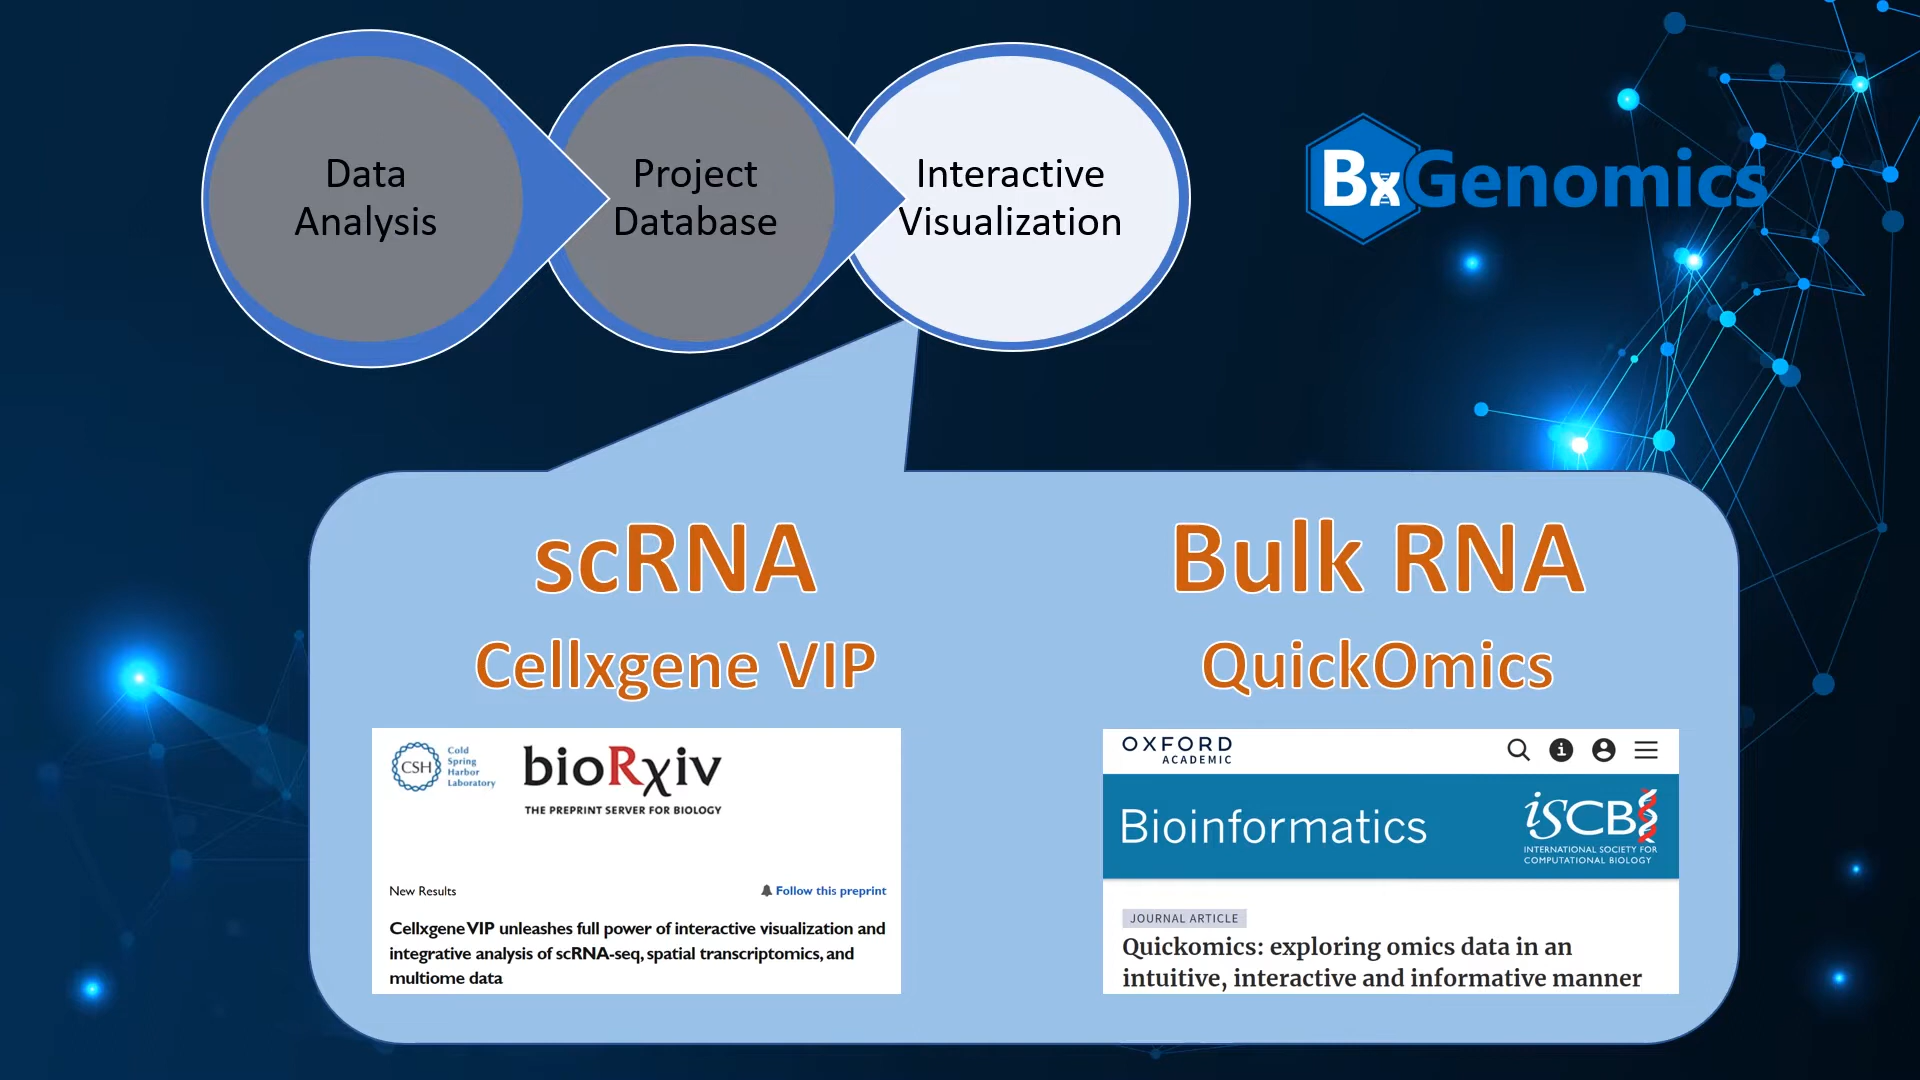 Data
Analysis
Project
Database
Interactive
Visualization
BxGenomics
scRNA
Cellxgene VIP
CSH
Cold
Spring
Harbor
Laboratory
bioRxiv
THE PREPRINT SERVER FOR BIOLOGY
New Results
Follow this preprint
Cellxgene VIP unleashes full power of interactive visualization and
integrative analysis of scRNA-seq, spatial transcriptomics, and
multiome data
Bulk RNA
QuickOmics
OXFORD
ACADEMIC
Bioinformatics
iSCB
INTERNATIONAL SOCIETY FOR
COMPUTATIONAL BIOLOGY
JOURNAL ARTICLE
Quickomics: exploring omics data in an
intuitive, interactive and informative manner